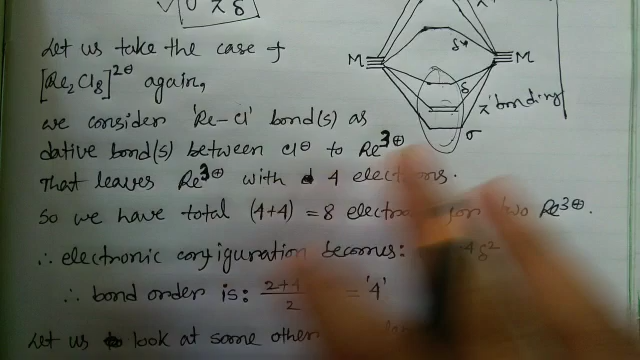 σ π δ
π*
Let us take the case of
M δ* M
[Re₂Cl₈]²⊖ again,
δ
π bonding
we consider 'Re-Cl' bond(s) as
σ
dative bond(s) between Cl⊖ to Re³⊕
That leaves Re³⊕ with 4 electrons.
So we have total (4+4) = 8 two Re³⊕.
∴ electronic configuration becomes: 4 δ²
∴ bond order is: 2+4 / 2 = '4'
Let us look at some other